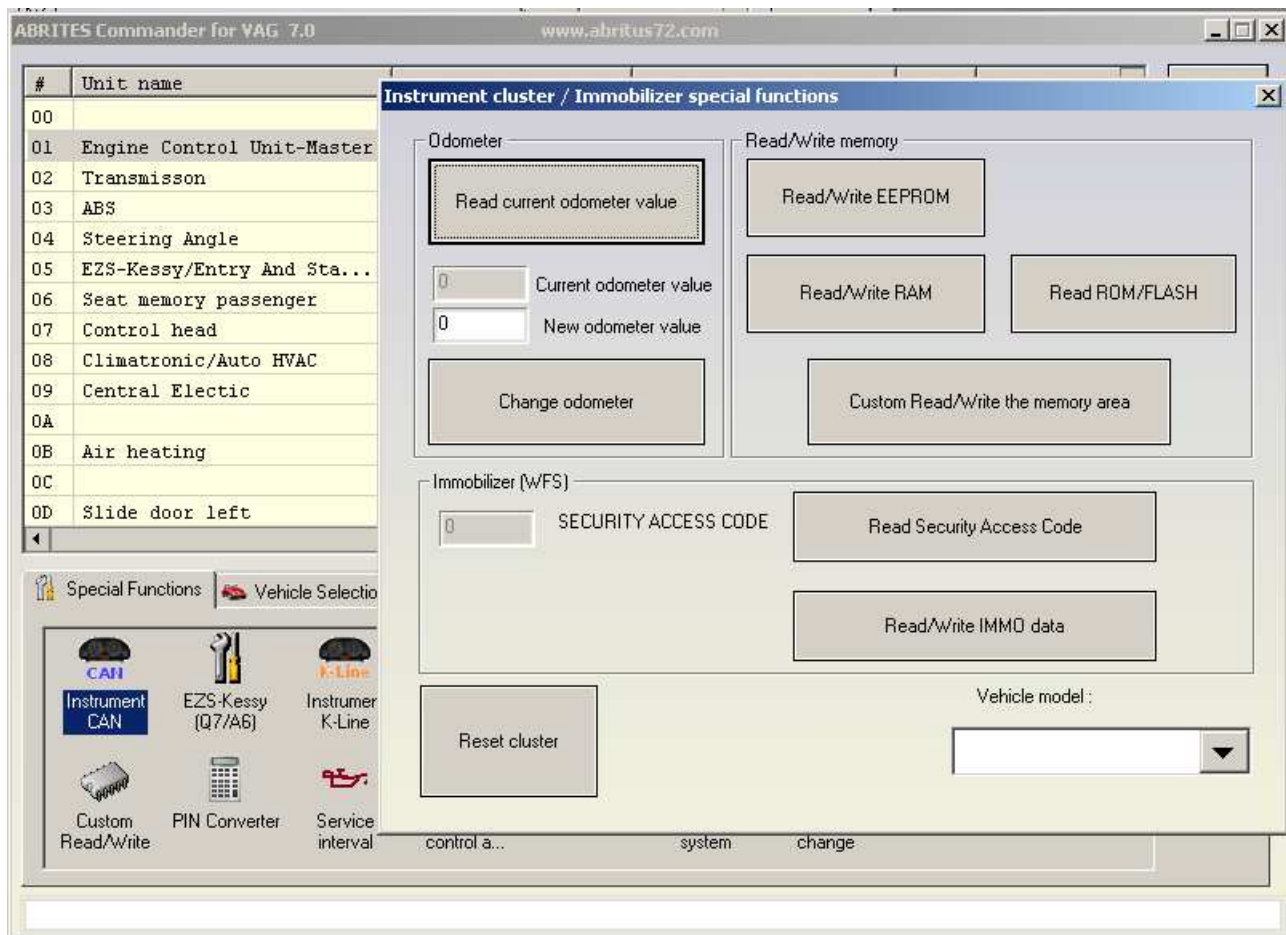 ABRITES Commander for VAG 7.0 www.abritus72.com
# Unit name
00
01 Engine Control Unit-Master
02 Transmisson
03 ABS
04 Steering Angle
05 EZS-Kessy/Entry And Sta...
06 Seat memory passenger
07 Control head
08 Climatronic/Auto HVAC
09 Central Electic
0A
0B Air heating
0C
0D Slide door left
Instrument cluster / Immobilizer special functions
Odometer
Read current odometer value
0 Current odometer value
0 New odometer value
Change odometer
Read/Write memory
Read/Write EEPROM
Read/Write RAM
Read ROM/FLASH
Custom Read/Write the memory area
Immobilizer (WFS)
0 SECURITY ACCESS CODE
Read Security Access Code
Read/Write IMMO data
Reset cluster
Vehicle model :
Special Functions
Vehicle Selectio
CAN
Instrument
CAN
EZS-Kessy
(Q7/A6)
K-Line
Instrumen
K-Line
Custom
Read/Write
PIN Converter
Service
interval
control a...
system
change